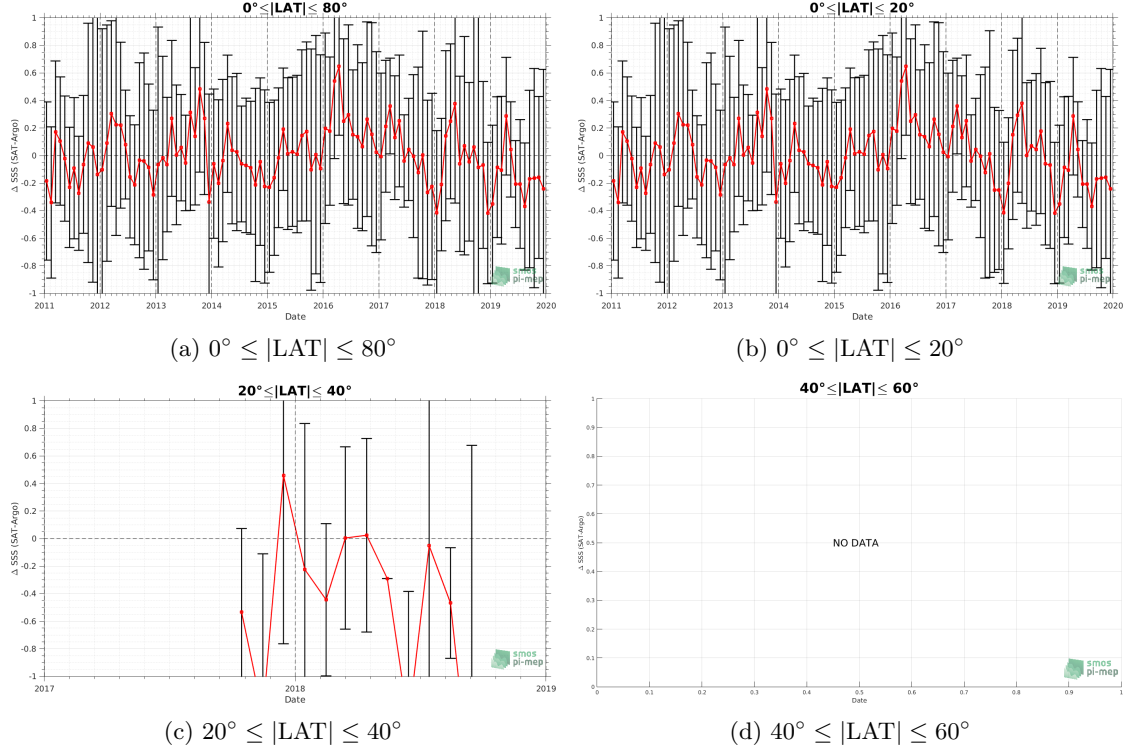 0°≤|LAT|≤ 80°
1
0.8
0.6
0.4
0.2
0
-0.2
-0.4
-0.6
-0.8
-1
Δ SSS (SAT-Argo)
2011 2012 2013 2014 2015 2016 2017 2018 2019 2020
Date
smos
pi-mep
(a) 0° ≤ |LAT| ≤ 80°
0°≤|LAT|≤ 20°
1
0.8
0.6
0.4
0.2
0
-0.2
-0.4
-0.6
-0.8
-1
Δ SSS (SAT-Argo)
2011 2012 2013 2014 2015 2016 2017 2018 2019 2020
Date
smos
pi-mep
(b) 0° ≤ |LAT| ≤ 20°
20°≤|LAT|≤ 40°
1
0.8
0.6
0.4
0.2
0
-0.2
-0.4
-0.6
-0.8
-1
Δ SSS (SAT-Argo)
2017 2018 2019
Date
smos
pi-mep
(c) 20° ≤ |LAT| ≤ 40°
40°≤|LAT|≤ 60°
1
0.9
0.8
0.7
0.6
0.5
0.4
0.3
0.2
0.1
0
Δ SSS (SAT-Argo)
NO DATA
0 0.1 0.2 0.3 0.4 0.5 0.6 0.7 0.8 0.9 1
Date
smos
pi-mep
(d) 40° ≤ |LAT| ≤ 60°